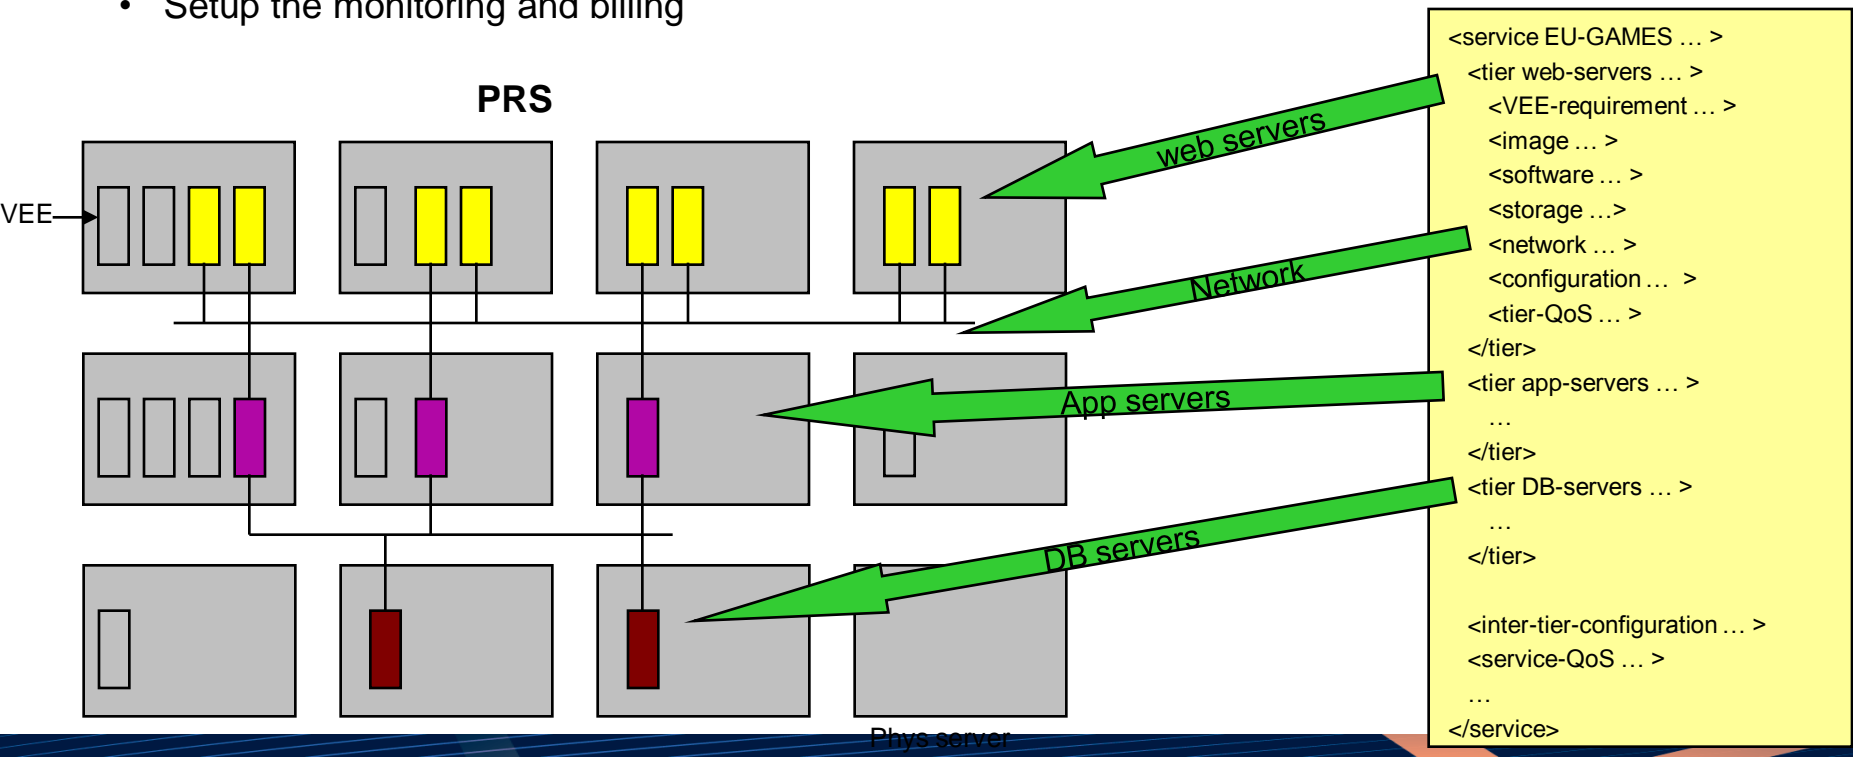 • Setup the monitoring and billing
PRS
VEE
web servers
Network
App servers
DB servers
Phys server
<service EU-GAMES … >
<tier web-servers … >
<VEE-requirement … >
<image … >
<software … >
<storage …>
<network … >
<configuration … >
<tier-QoS … >
</tier>
<tier app-servers … >
…
</tier>
<tier DB-servers … >
…
</tier>
<inter-tier-configuration … >
<service-QoS … >
…
</service>